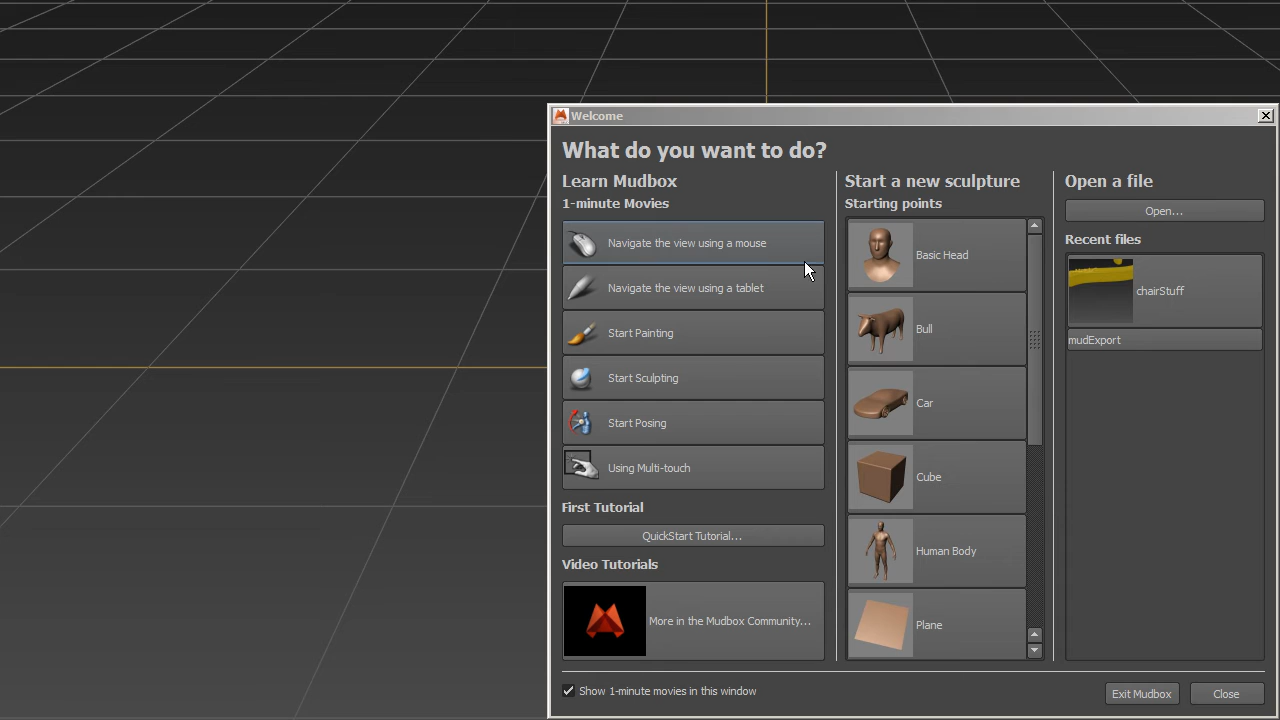 Welcome
What do you want to do?
Learn Mudbox
1-minute Movies
Navigate the view using a mouse
Navigate the view using a tablet
Start Painting
Start Sculpting
Start Posing
Using Multi-touch
First Tutorial
QuickStart Tutorial...
Video Tutorials
More in the Mudbox Community...
Show 1-minute movies in this window
Start a new sculpture
Starting points
Basic Head
Bull
Car
Cube
Human Body
Plane
Open a file
Open...
Recent files
chairStuff
mudExport
Exit Mudbox
Close